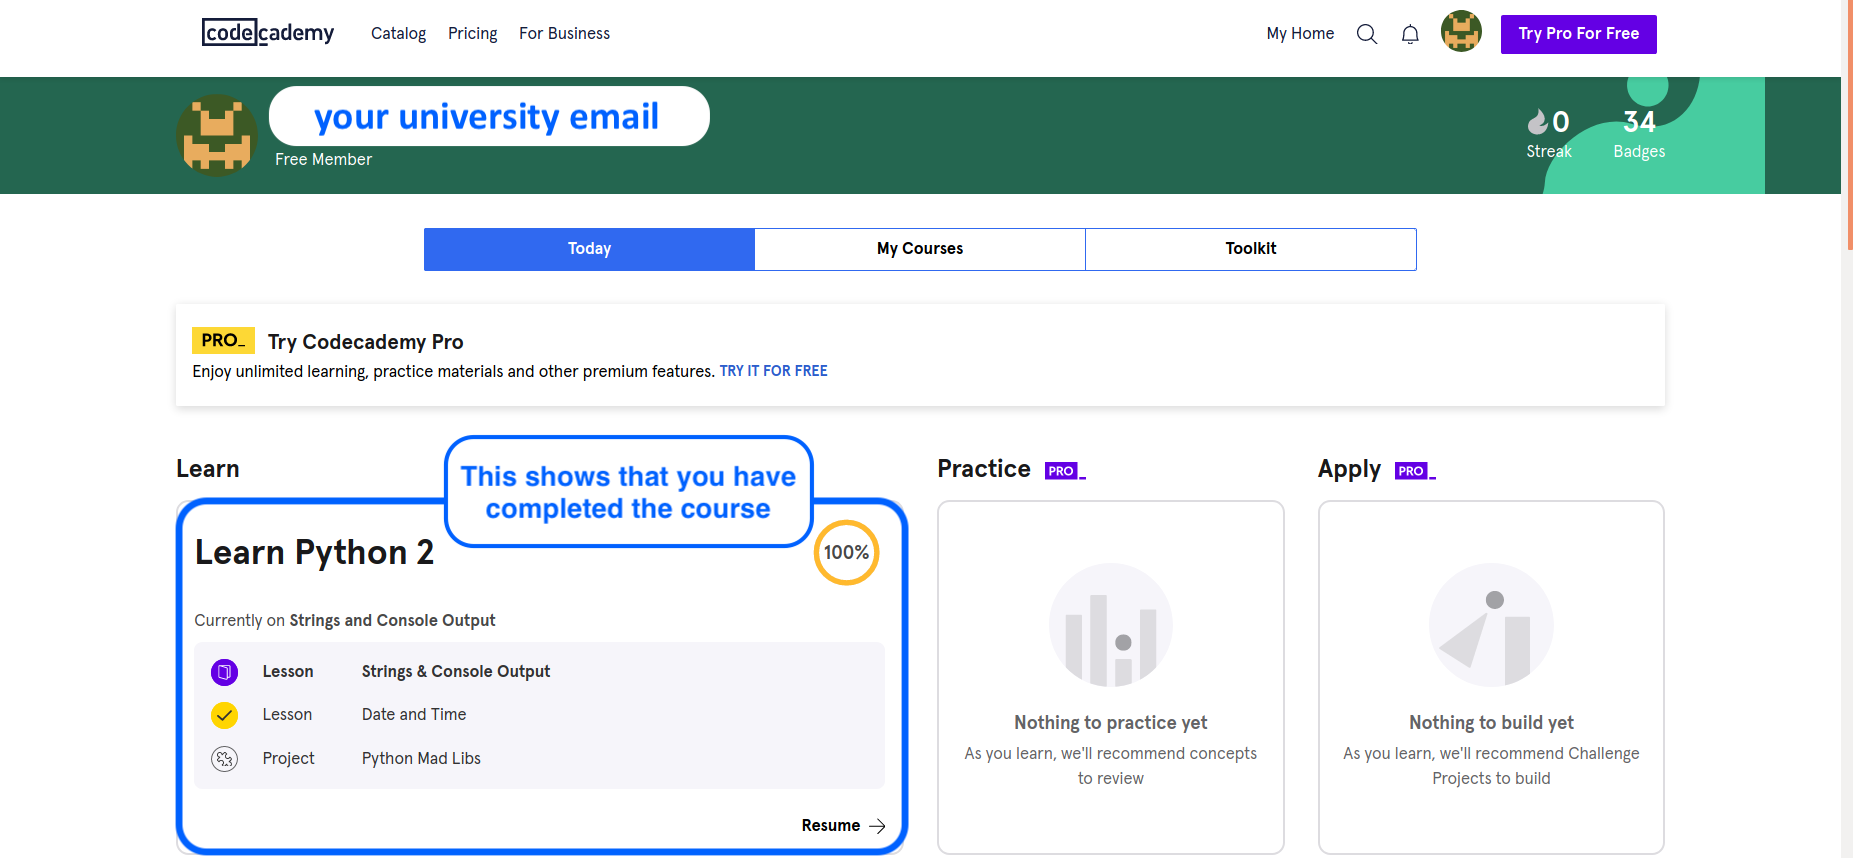 codecademy
Catalog Pricing For Business
My Home
Try Pro For Free
your university email
Free Member
0
Streak
34
Badges
Today My Courses Toolkit
PRO_ Try Codecademy Pro
Enjoy unlimited learning, practice materials and other premium features. TRY IT FOR FREE
Learn
This shows that you have
completed the course
Learn Python 2
100%
Currently on Strings and Console Output
Lesson Strings & Console Output
Lesson Date and Time
Project Python Mad Libs
Resume
Practice PRO_
Nothing to practice yet
As you learn, we'll recommend concepts
to review
Apply PRO_
Nothing to build yet
As you learn, we'll recommend Challenge
Projects to build